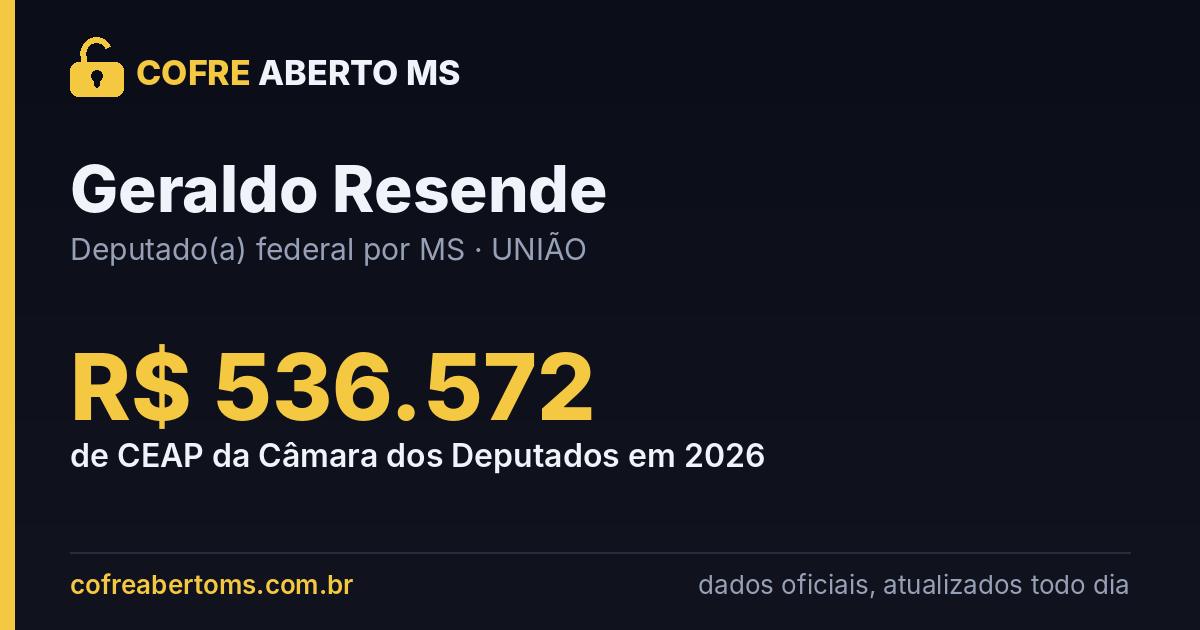 COFRE ABERTO MS
Geraldo Resende
Deputado(a) federal por MS · UNIÃO
R$ 536.572
de CEAP da Câmara dos Deputados em 2026
cofreabertoms.com.br
dados oficiais, atualizados todo dia